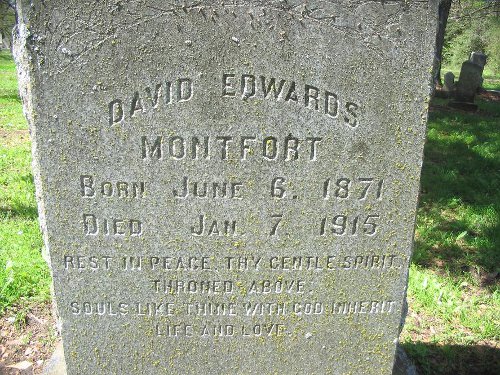 DAVID EDWARDS
MONTFORT
BORN JUNE 6, 1871
DIED JAN. 7, 1915
REST IN PEACE, THY GENTLE SPIRIT,
THRONED ABOVE;
SOULS LIKE THINE WITH GOD INHERIT
LIFE AND LOVE.